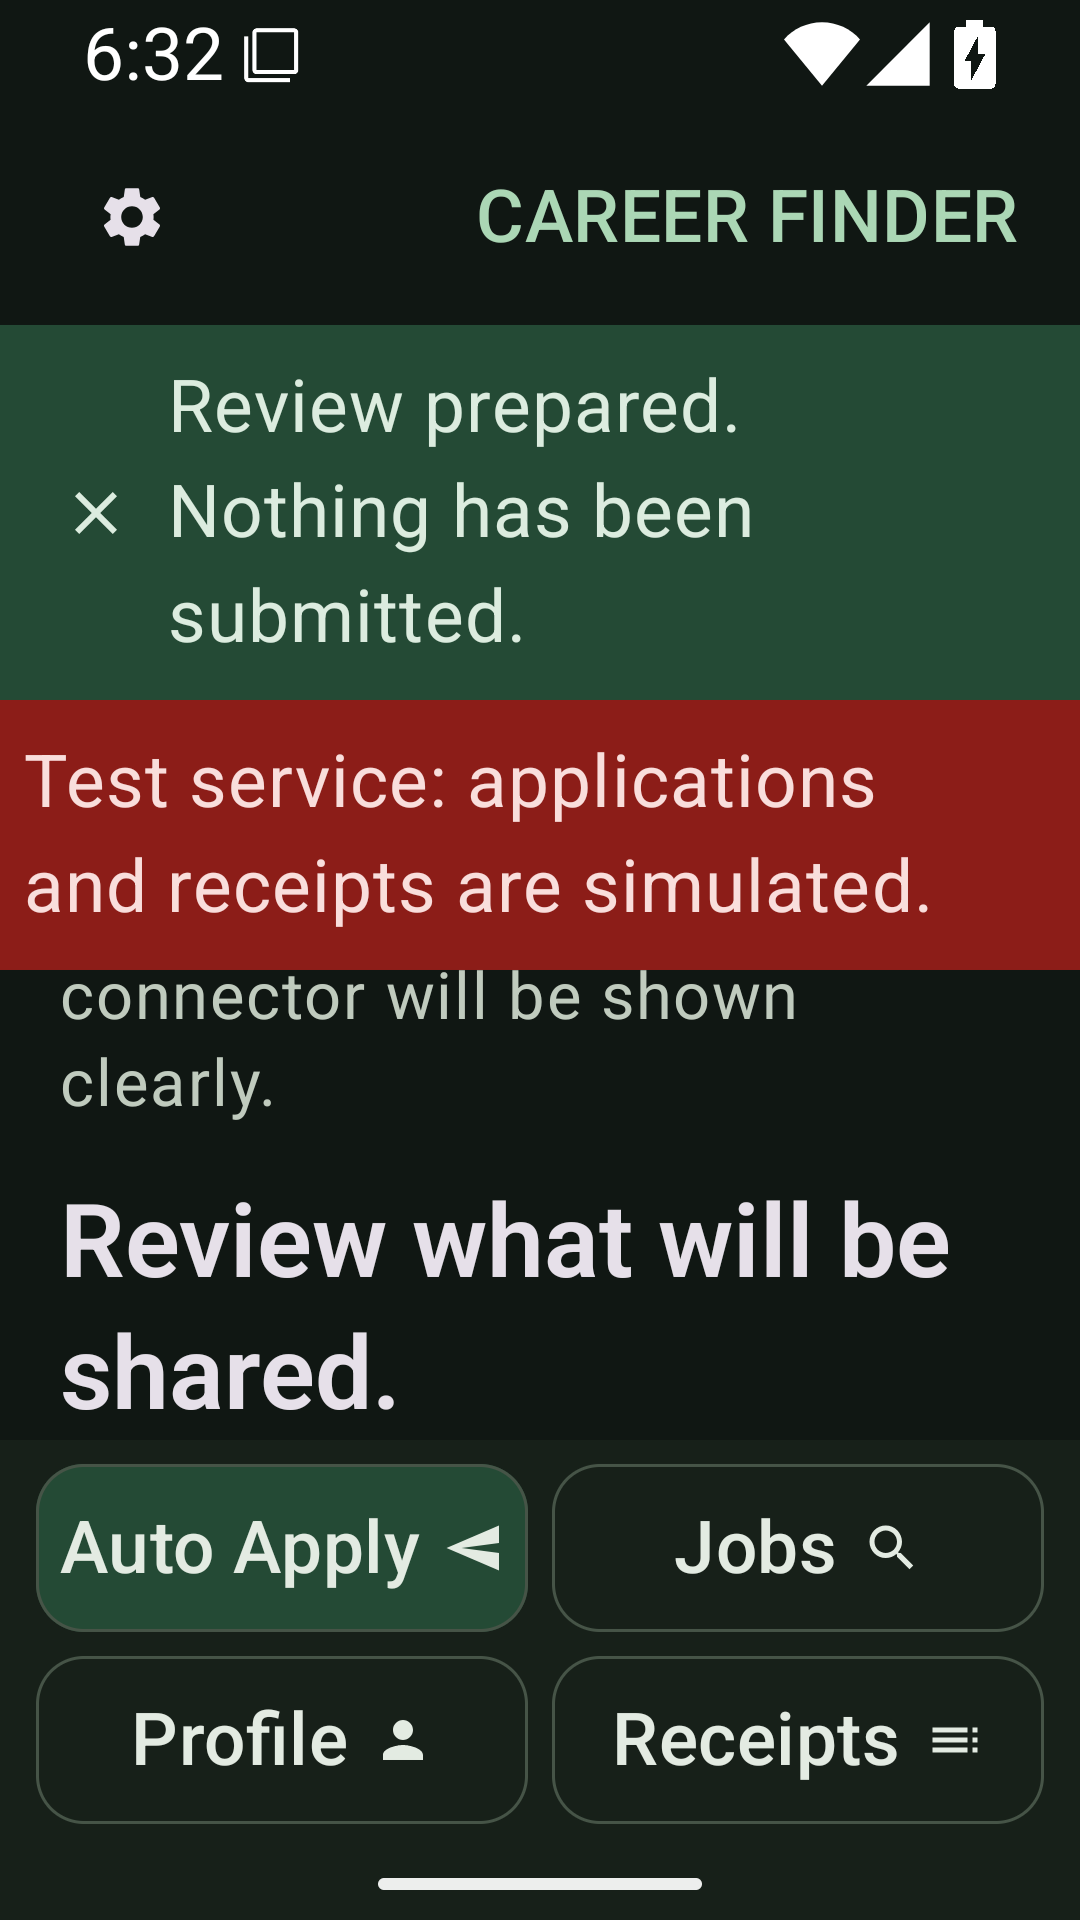 6:32
CAREER FINDER
Review prepared.
Nothing has been
submitted.
Test service: applications
and receipts are simulated.
connector will be shown
clearly.
Review what will be
shared.
Auto Apply
Jobs
Profile
Receipts